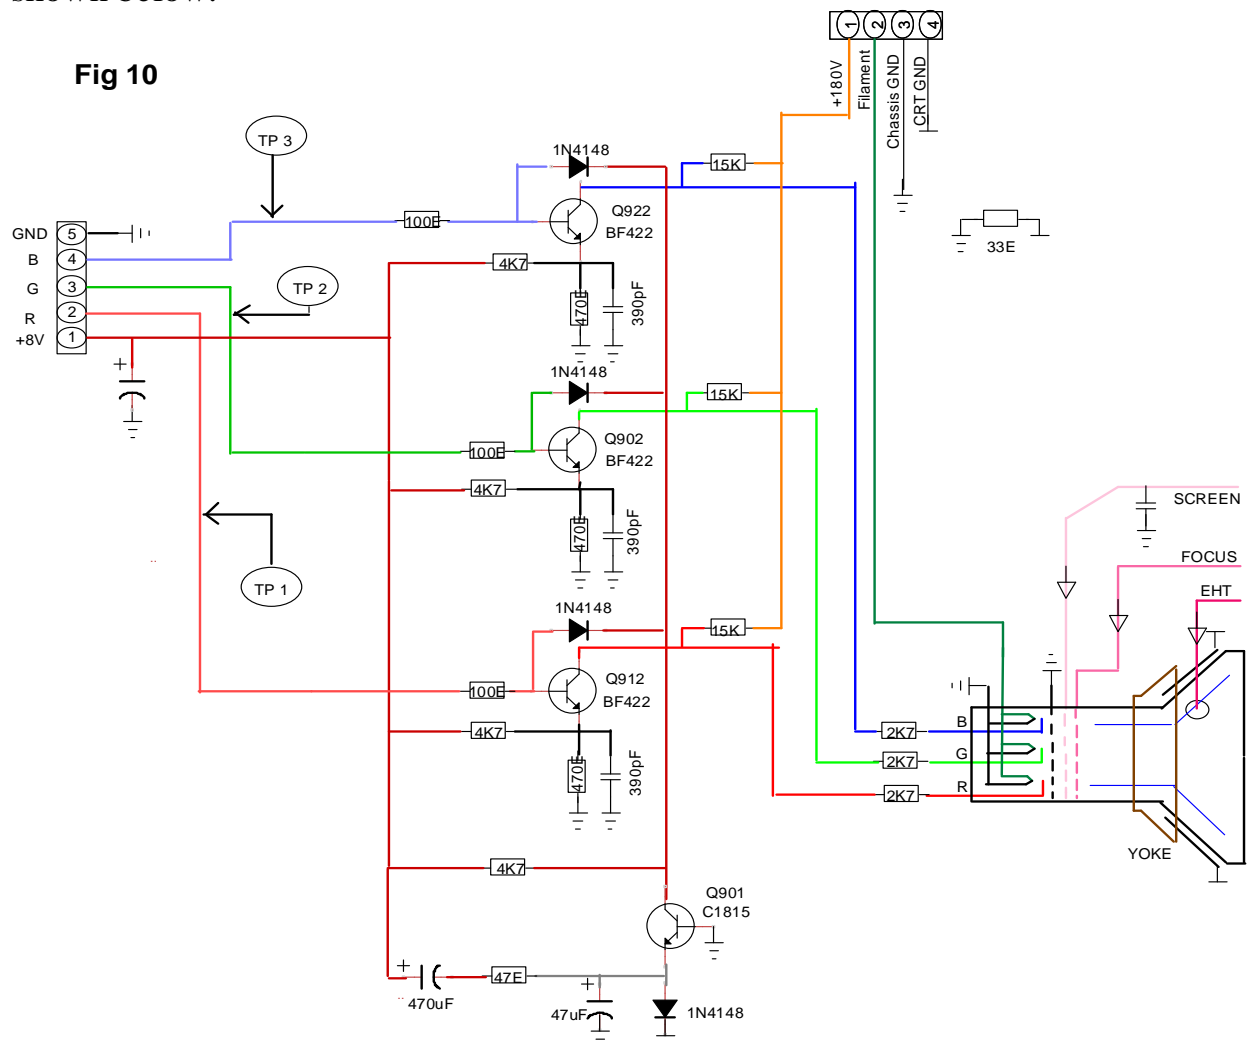 shown below.
Fig 10
1 2 3 4
+180V
Filament
Chassis GND
CRT GND
TP 3
1N4148
15K
Q922
BF422
100E
GND 5
B 4
G 3
R 2
+8V 1
4K7
TP 2
470E
390pF
33E
+
1N4148
15K
Q902
BF422
100E
4K7
470E
390pF
TP 1
SCREEN
FOCUS
EHT
1N4148
15K
Q912
BF422
100E
4K7
470E
390pF
B
2K7
G
2K7
R
2K7
YOKE
4K7
Q901
C1815
+
470uF
47E
+
47uF
1N4148